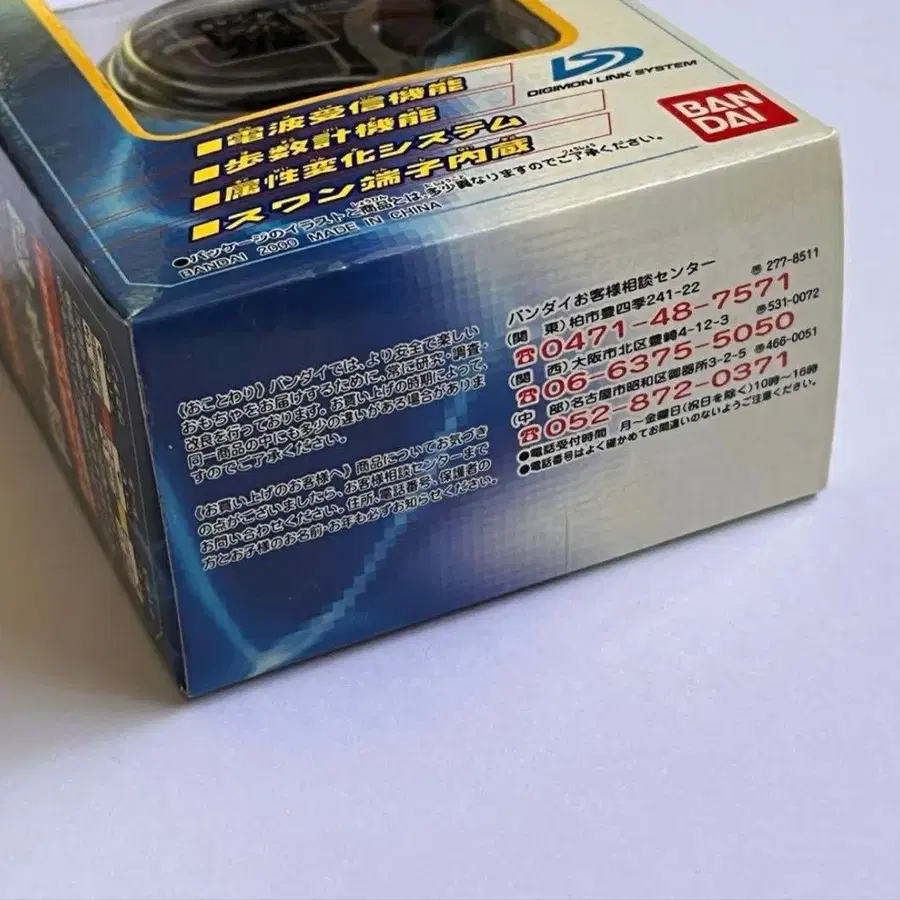 DIGIMON LINK SYSTEM
BAN
DAI
■電波受信機能
■歩数計機能
■属性変化システム
■スワン端子内蔵
●パッケージのイラストと商品とは、多少異なりますのでご了承ください。
BANDAI 2000 MADE IN CHINA
《おことわり》バンダイでは、より安全で楽しい
おもちゃをお届けするために、常に研究・調査・
改良を行っております。お買い上げの時期によって、
同一商品の中にも多少の違いがある場合がありま
すのでご了承ください。
《お買い上げのお客様へ》商品についてお気づき
の点がございましたら、お客様相談センターまで
お問い合わせください。住所、電話番号、保護者の
方とお子様のお名前・お年も必ずお知らせください。
バンダイお客様相談センター
(関 東)柏市豊四季241-22 〠277-8511
☎0471-48-7571
(関 西)大阪市北区豊崎4-12-3 〠531-0072
☎06-6375-5050
(中 部)名古屋市昭和区御器所3-2-5 〠466-0051
☎052-872-0371
●電話受付時間 月〜金曜日(祝日を除く)10時〜16時
●電話番号はよく確かめてお間違いのないようご注意ください。